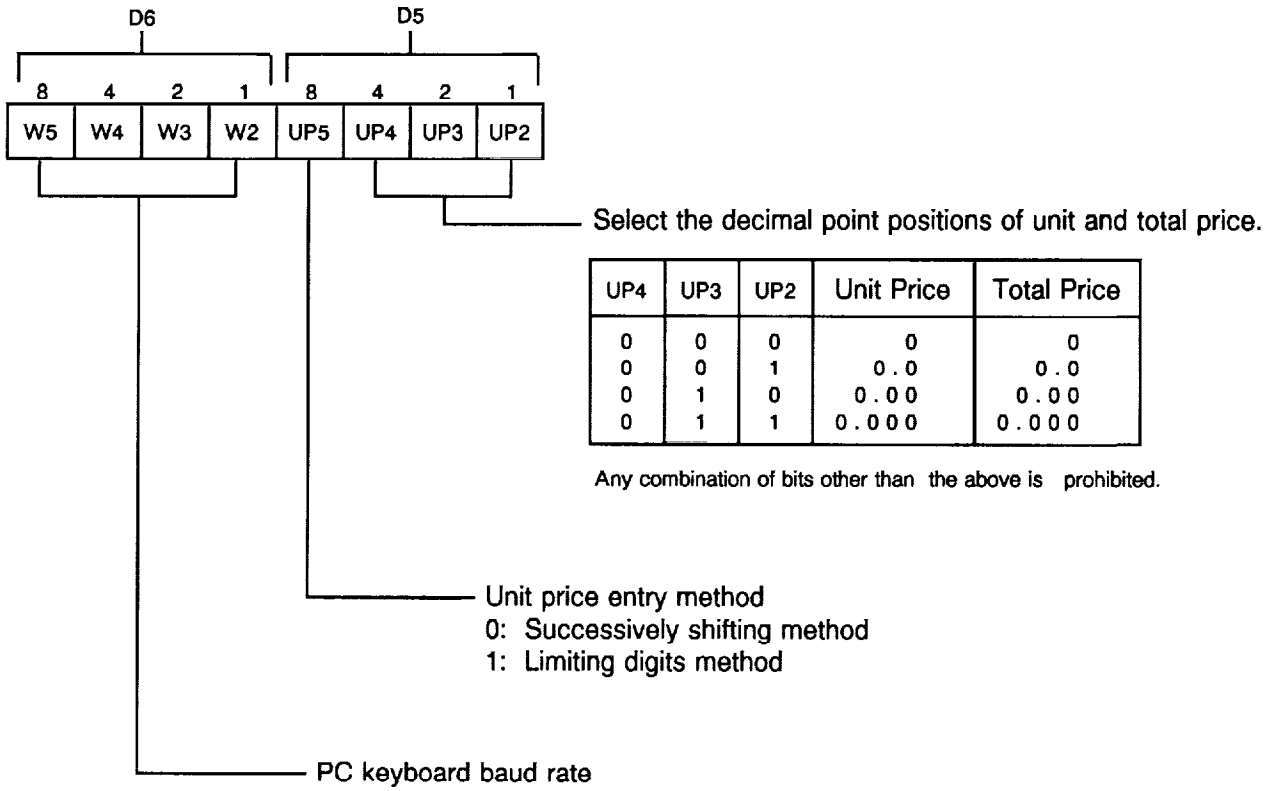 D6 D5
8 4 2 1 8 4 2 1
W5 W4 W3 W2 UP5 UP4 UP3 UP2
Select the decimal point positions of unit and total price.
UP4 UP3 UP2 Unit Price Total Price
0 0 0 0 0
0 0 1 0.0 0.0
0 1 0 0.00 0.00
0 1 1 0.000 0.000
Any combination of bits other than the above is prohibited.
Unit price entry method
0: Successively shifting method
1: Limiting digits method
PC keyboard baud rate